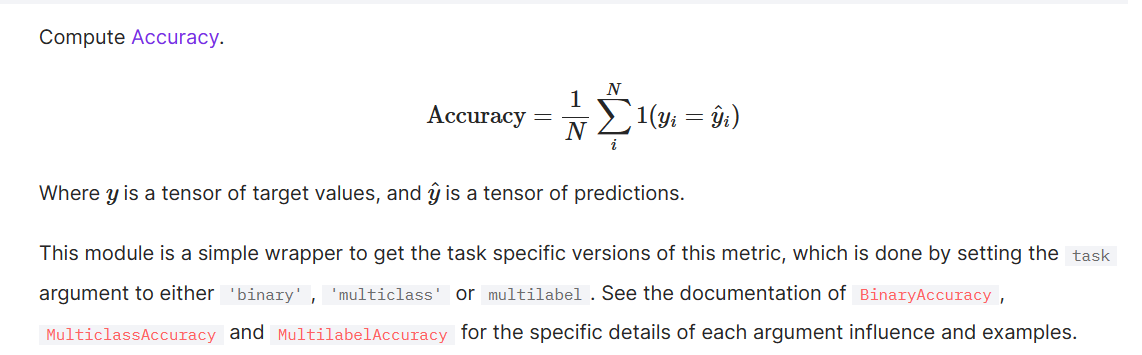 Compute Accuracy.
Accuracy = \frac{1}{N} \sum_{i}^{N} 1(y_i = \hat{y}_i)
Where y is a tensor of target values, and ŷ is a tensor of predictions.
This module is a simple wrapper to get the task specific versions of this metric, which is done by setting the task
argument to either 'binary' , 'multiclass' or multilabel . See the documentation of BinaryAccuracy ,
MulticlassAccuracy and MultilabelAccuracy for the specific details of each argument influence and examples.